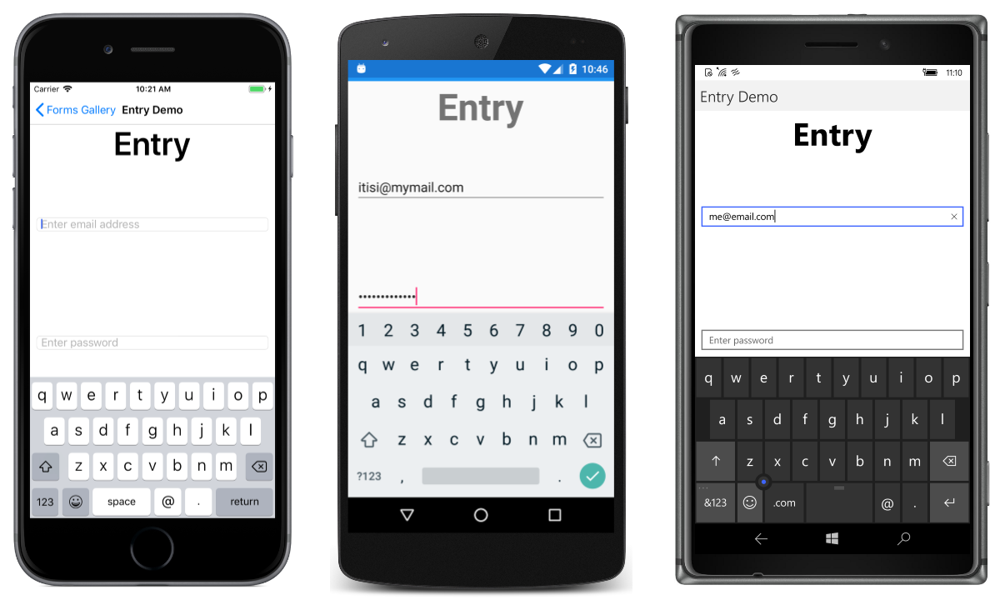 Carrier 10:21 AM
Forms Gallery Entry Demo
Entry
Enter email address
Enter password
q w e r t y u i o p
a s d f g h j k l
z x c v b n m
123 space @ . return
10:46
Entry
itisi@mymail.com
•••••••••••••
1 2 3 4 5 6 7 8 9 0
q w e r t y u i o p
a s d f g h j k l
z x c v b n m
?123 , .
11:10
Entry Demo
Entry
me@email.com
Enter password
q w e r t y u i o p
a s d f g h j k l
z x c v b n m
&123 .com @ .